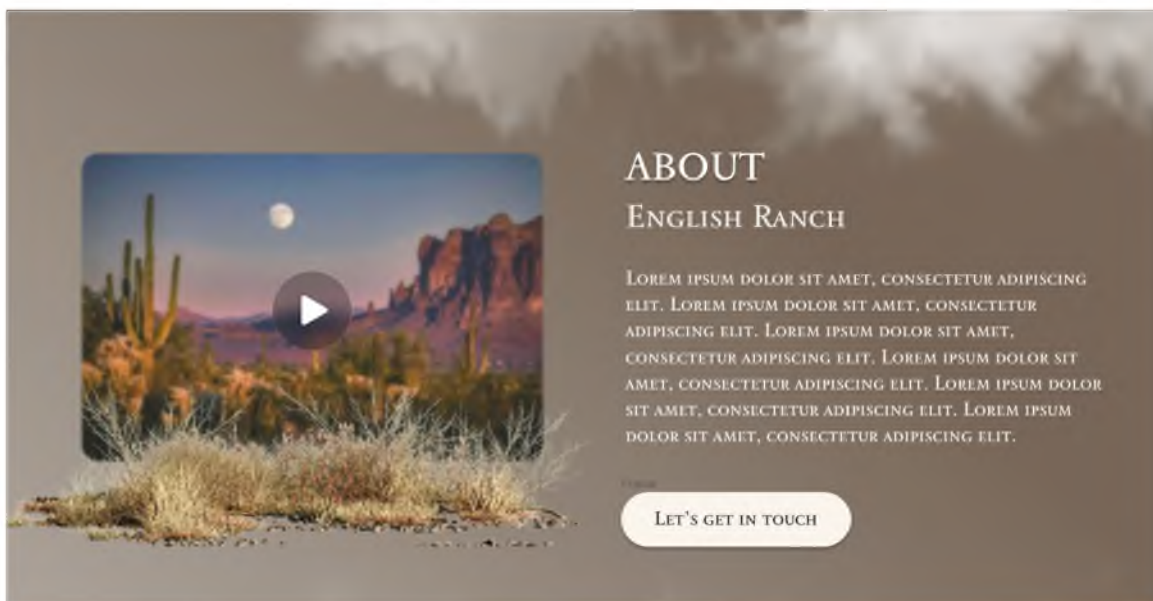 ABOUT
English Ranch
Lorem ipsum dolor sit amet, consectetur adipiscing
elit. Lorem ipsum dolor sit amet, consectetur
adipiscing elit. Lorem ipsum dolor sit amet,
consectetur adipiscing elit. Lorem ipsum dolor sit
amet, consectetur adipiscing elit. Lorem ipsum dolor
sit amet, consectetur adipiscing elit. Lorem ipsum
dolor sit amet, consectetur adipiscing elit.
Let's get in touch